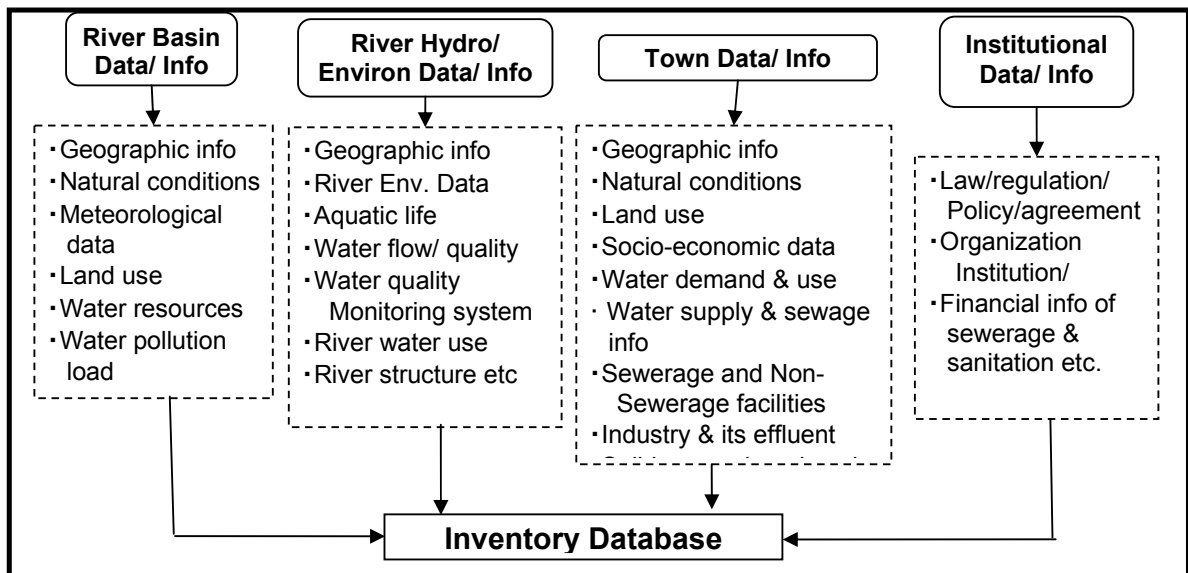 River Basin
Data/ Info
・Geographic info
・Natural conditions
・Meteorological
data
・Land use
・Water resources
・Water pollution
load
River Hydro/
Environ Data/ Info
・Geographic info
・River Env. Data
・Aquatic life
・Water flow/ quality
・Water quality
Monitoring system
・River water use
・River structure etc
Town Data/ Info
・Geographic info
・Natural conditions
・Land use
・Socio-economic data
・Water demand & use
· Water supply & sewage
info
・Sewerage and Non-
Sewerage facilities
・Industry & its effluent
Institutional
Data/ Info
・Law/regulation/
Policy/agreement
・Organization
Institution/
・Financial info of
sewerage &
sanitation etc.
Inventory Database